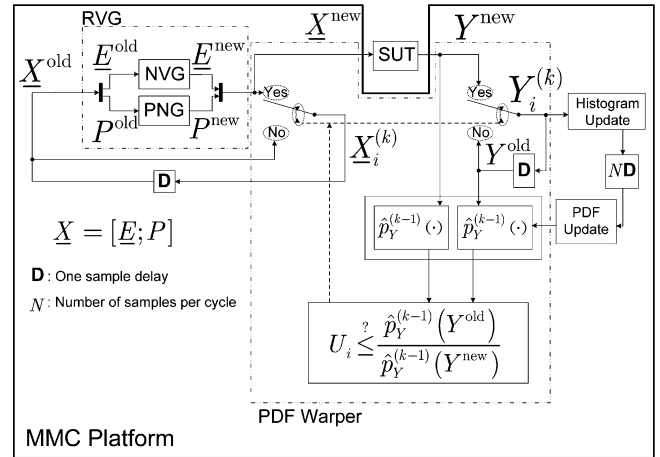 RVG
X^new
Y^new
X^old
E^old
NVG
E^new
P^old
PNG
P^new
SUT
Yes
No
X_i^(k)
Yes
No
Y_i^(k)
Y^old
D
Histogram
Update
ND
PDF
Update
D
p̂_Y^(k−1) (·)
p̂_Y^(k−1) (·)
X = [E; P]
D : One sample delay
N : Number of samples per cycle
U_i ≤^? p̂_Y^(k−1) (Y^old) / p̂_Y^(k−1) (Y^new)
PDF Warper
MMC Platform